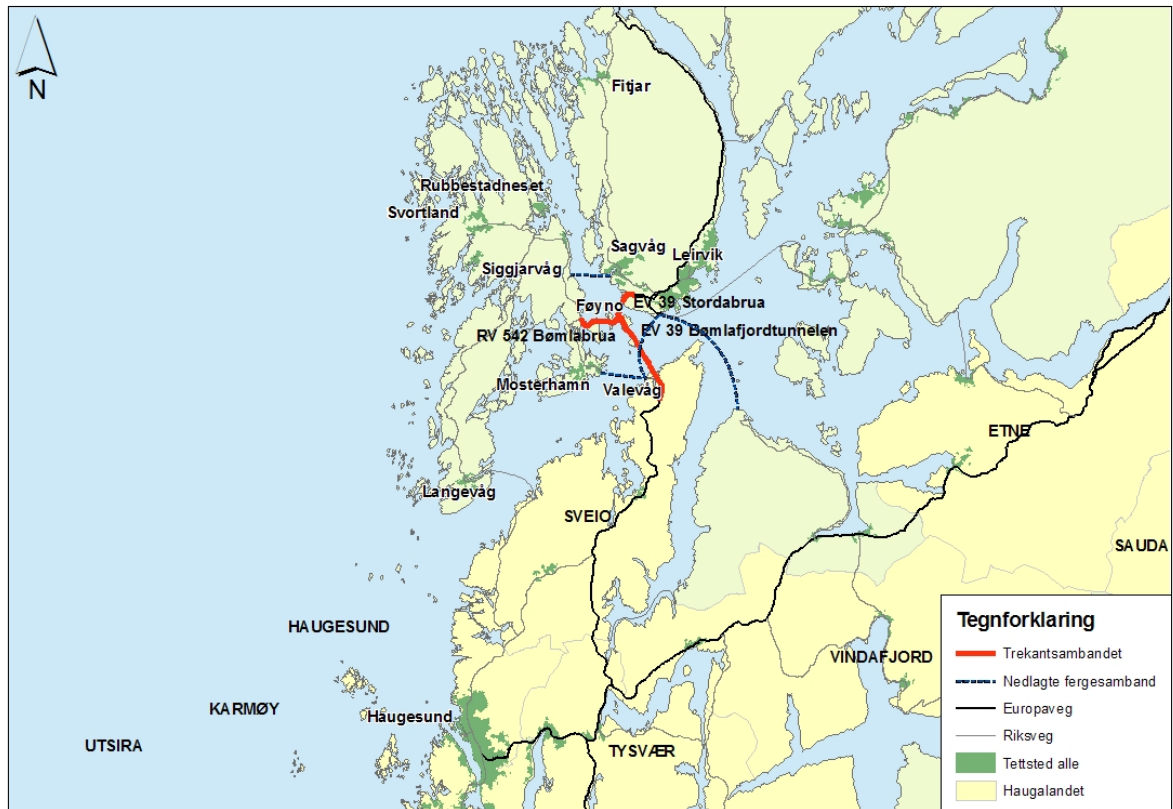 N
Fitjar
Rubbestadneset
Svortland
Sagvåg
Leirvik
Siggjarvåg
Føyno
EV 39 Stordabrua
RV 542 Bømlabrua
EV 39 Bømlafjordtunnelen
Mosterhamn
Valevåg
ETNE
Langevåg
SVEIO
SAUDA
HAUGESUND
VINDAFJORD
KARMØY
Haugesund
UTSIRA
TYSVÆR
Tegnforklaring
Trekantsambandet
Nedlagte fergesamband
Europaveg
Riksveg
Tettsted alle
Haugalandet